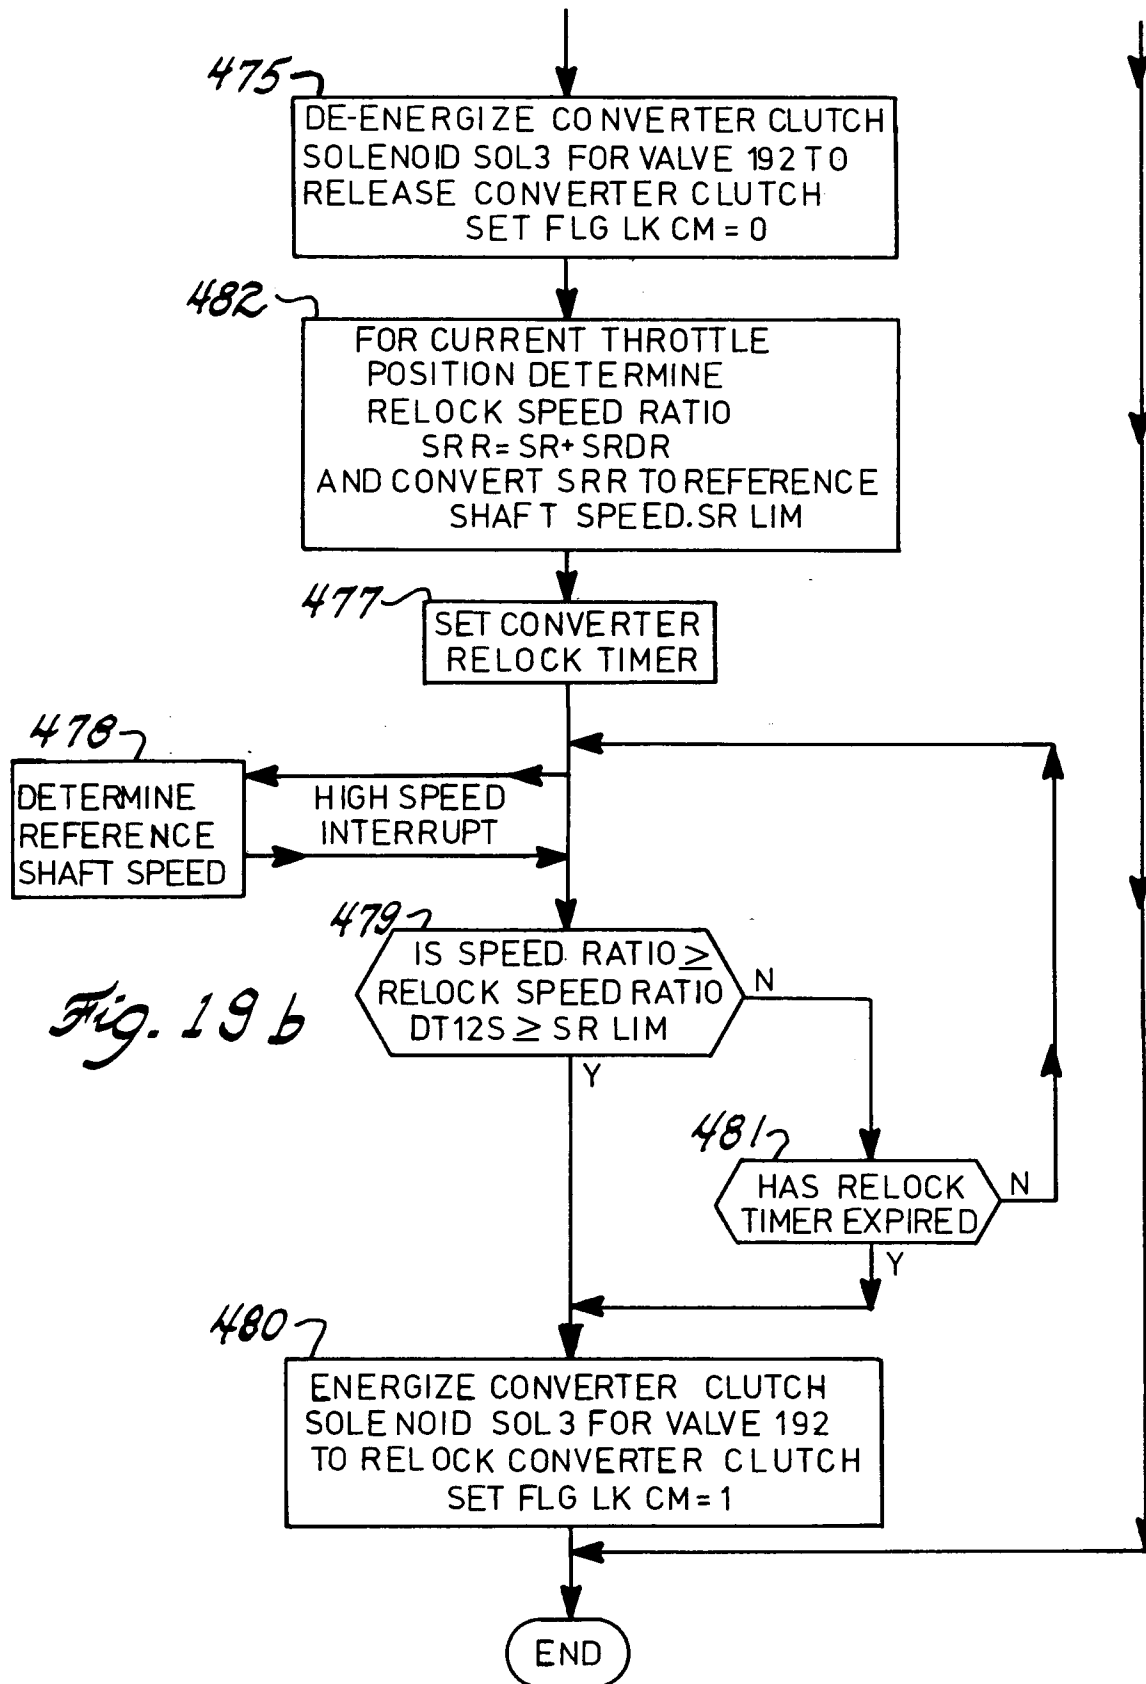 475
DE-ENERGIZE CONVERTER CLUTCH
SOLENOID SOL3 FOR VALVE 192 TO
RELEASE CONVERTER CLUTCH
SET FLG LK CM = 0
482
FOR CURRENT THROTTLE
POSITION DETERMINE
RELOCK SPEED RATIO
SRR = SR + SRDR
AND CONVERT SRR TO REFERENCE
SHAFT SPEED. SR LIM
477
SET CONVERTER
RELOCK TIMER
478
DETERMINE
REFERENCE
SHAFT SPEED
HIGH SPEED
INTERRUPT
479
IS SPEED RATIO ≥
RELOCK SPEED RATIO
DT12S ≥ SR LIM
N
Y
Fig. 19b
481
HAS RELOCK
TIMER EXPIRED
N
Y
480
ENERGIZE CONVERTER CLUTCH
SOLENOID SOL 3 FOR VALVE 192
TO RELOCK CONVERTER CLUTCH
SET FLG LK CM = 1
END